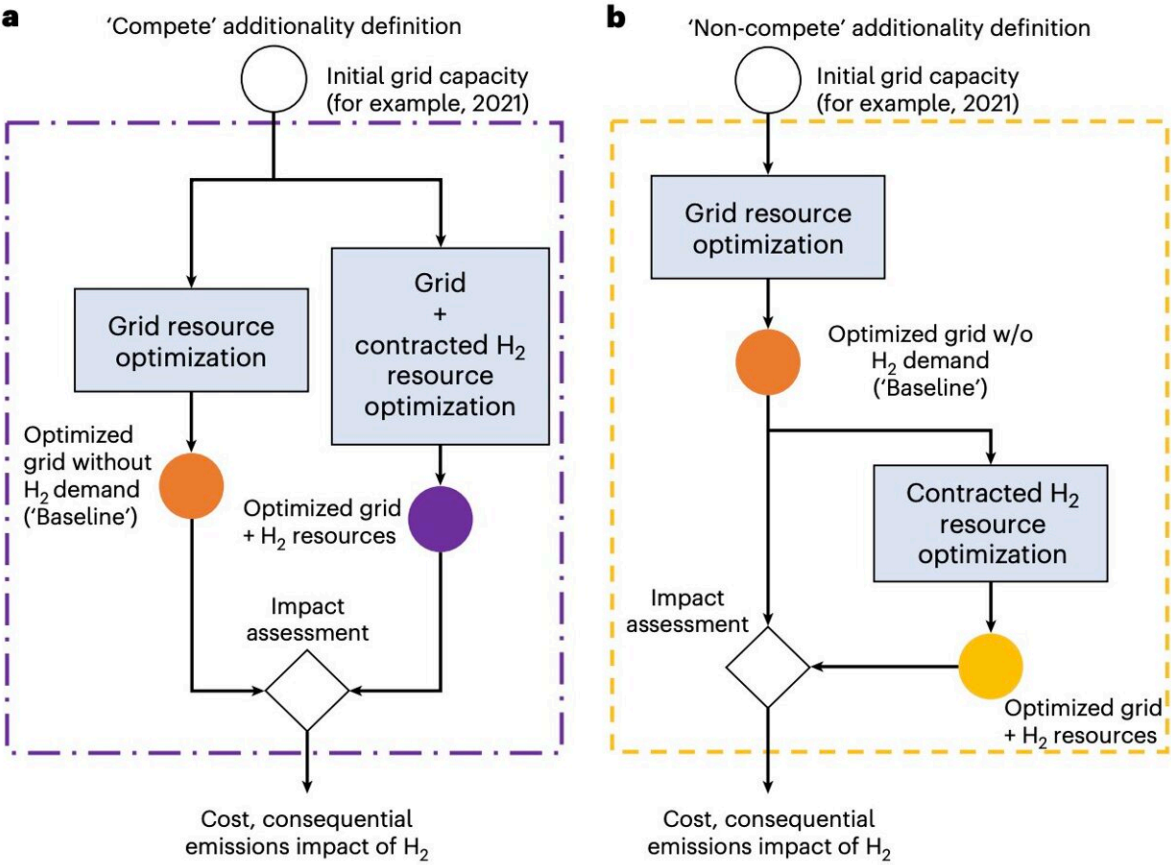 a
‘Compete’ additionality definition
Initial grid capacity
(for example, 2021)
Grid resource
optimization
Grid
+
contracted H₂
resource
optimization
Optimized
grid without
H₂ demand
(‘Baseline’)
Optimized grid
+ H₂ resources
Impact
assessment
Cost, consequential
emissions impact of H₂
b
‘Non-compete’ additionality definition
Initial grid capacity
(for example, 2021)
Grid resource
optimization
Optimized grid w/o
H₂ demand
(‘Baseline’)
Contracted H₂
resource
optimization
Impact
assessment
Optimized grid
+ H₂ resources
Cost, consequential
emissions impact of H₂